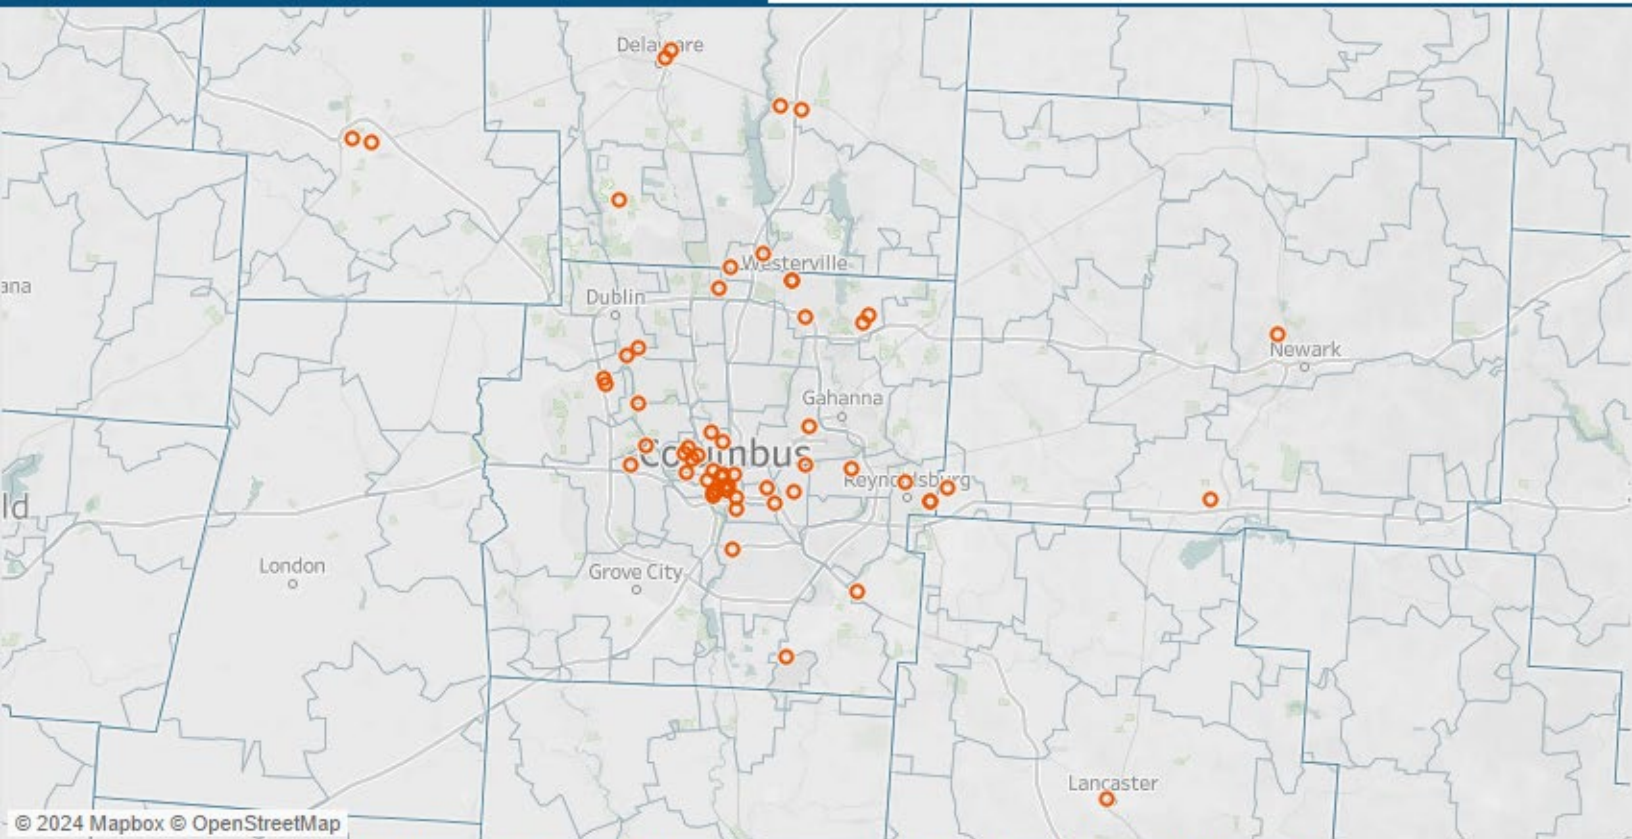 Delaware
Westerville
ana
Dublin
Newark
Gahanna
Columbus
Reynoldsburg
ld
London
Grove City
Lancaster
© 2024 Mapbox © OpenStreetMap